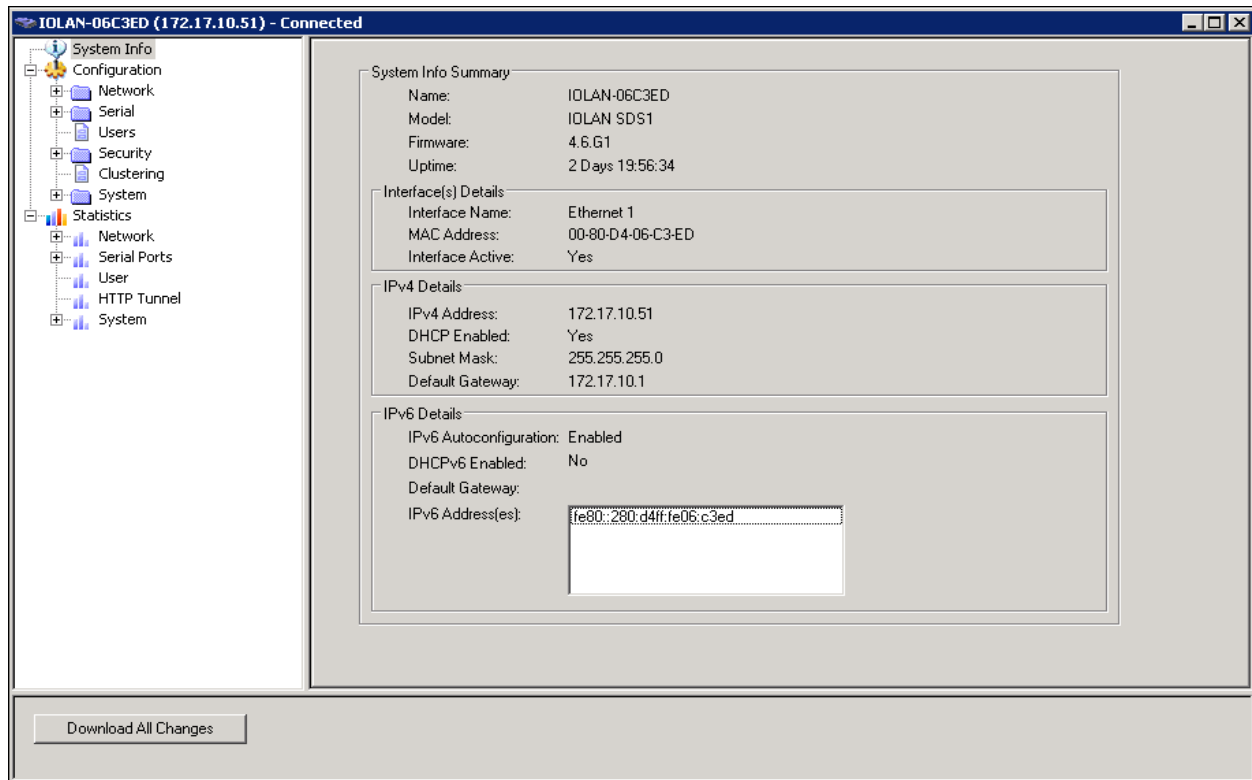 IOLAN-06C3ED (172.17.10.51) - Connected
System Info
Configuration
Network
Serial
Users
Security
Clustering
System
Statistics
Network
Serial Ports
User
HTTP Tunnel
System
System Info Summary
Name: IOLAN-06C3ED
Model: IOLAN SDS1
Firmware: 4.6.G1
Uptime: 2 Days 19:56:34
Interface(s) Details
Interface Name: Ethernet 1
MAC Address: 00-80-D4-06-C3-ED
Interface Active: Yes
IPv4 Details
IPv4 Address: 172.17.10.51
DHCP Enabled: Yes
Subnet Mask: 255.255.255.0
Default Gateway: 172.17.10.1
IPv6 Details
IPv6 Autoconfiguration: Enabled
DHCPv6 Enabled: No
Default Gateway:
IPv6 Address(es): fe80::280:d4ff:fe06:c3ed
Download All Changes